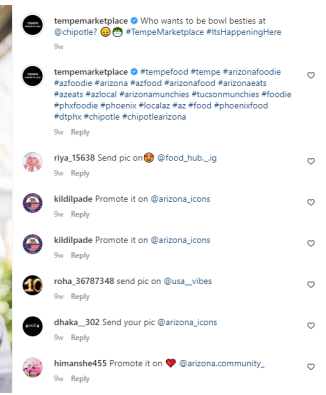 tempemarketplace Who wants to be bowl besties at
@chipotle? 😄 🥗 #TempeMarketplace #ItsHappeningHere
9w
tempemarketplace #tempefood #tempe #arizonafoodie
#azfoodie #arizona #azfood #arizonafood #arizonaeats
#azeats #azlocal #arizonamunchies #tucsonmunchies #foodie
#phxfoodie #phoenix #localaz #az #food #phoenixfood
#dtphx #chipotle #chipotlearizona
9w Reply
riya_15638 Send pic on😍 @food_hub._.ig
9w Reply
kildilpade Promote it on @arizona_icons
9w Reply
kildilpade Promote it on @arizona_icons
9w Reply
roha_36787348 send pic on @usa__vibes
9w Reply
dhaka__302 Send your pic @arizona_icons
9w Reply
himanshe455 Promote it on ❤️ @arizona.community_
9w Reply